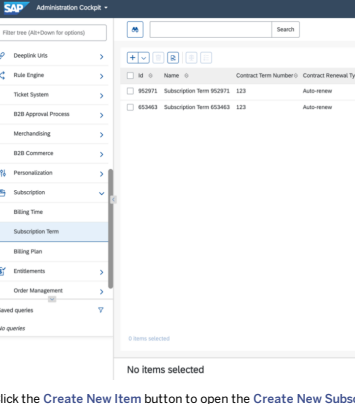 SAP Administration Cockpit
Filter tree (Alt+Down for options)
Search
Deeplink Urls
Rule Engine
Ticket System
B2B Approval Process
Merchandising
B2B Commerce
Personalization
Subscription
Billing Time
Subscription Term
Billing Plan
Entitlements
Order Management
aved queries
No queries
Id Name Contract Term Number Contract Renewal Ty
952971 Subscription Term 952971 123 Auto-renew
653463 Subscription Term 653463 123 Auto-renew
0 items selected
No items selected
lick the Create New Item button to open the Create New Subsc